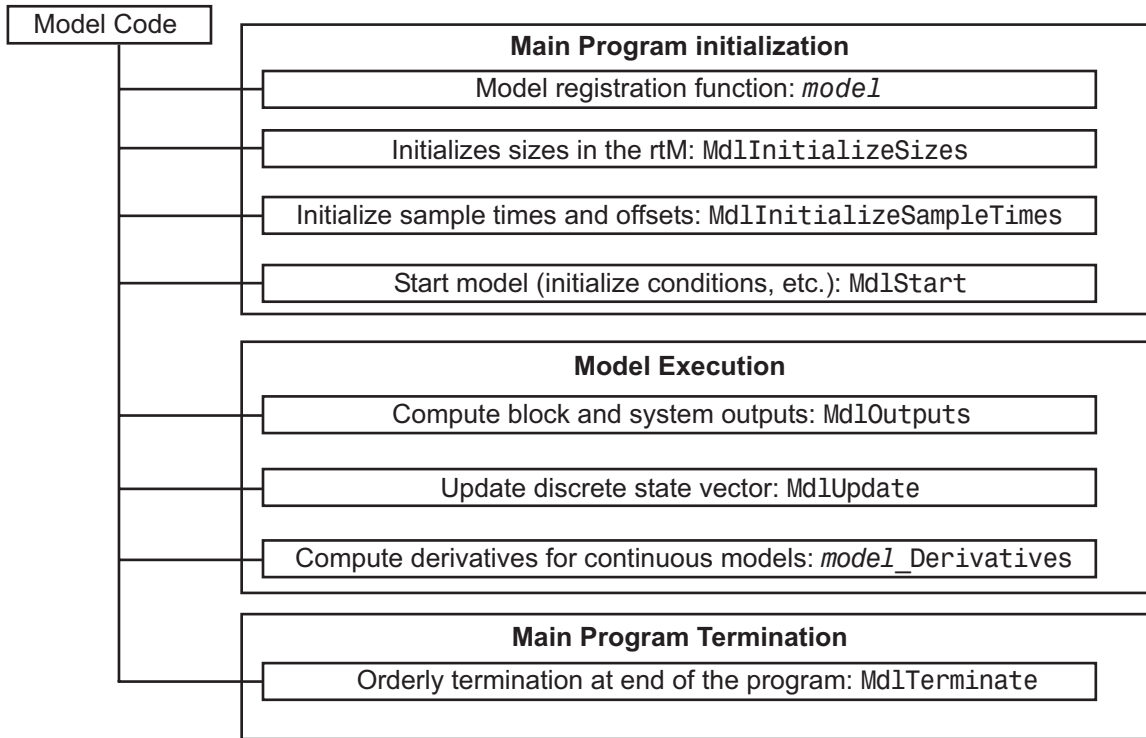 Model Code
Main Program initialization
Model registration function: model
Initializes sizes in the rtM: MdlInitializeSizes
Initialize sample times and offsets: MdlInitializeSampleTimes
Start model (initialize conditions, etc.): MdlStart
Model Execution
Compute block and system outputs: MdlOutputs
Update discrete state vector: MdlUpdate
Compute derivatives for continuous models: model_Derivatives
Main Program Termination
Orderly termination at end of the program: MdlTerminate